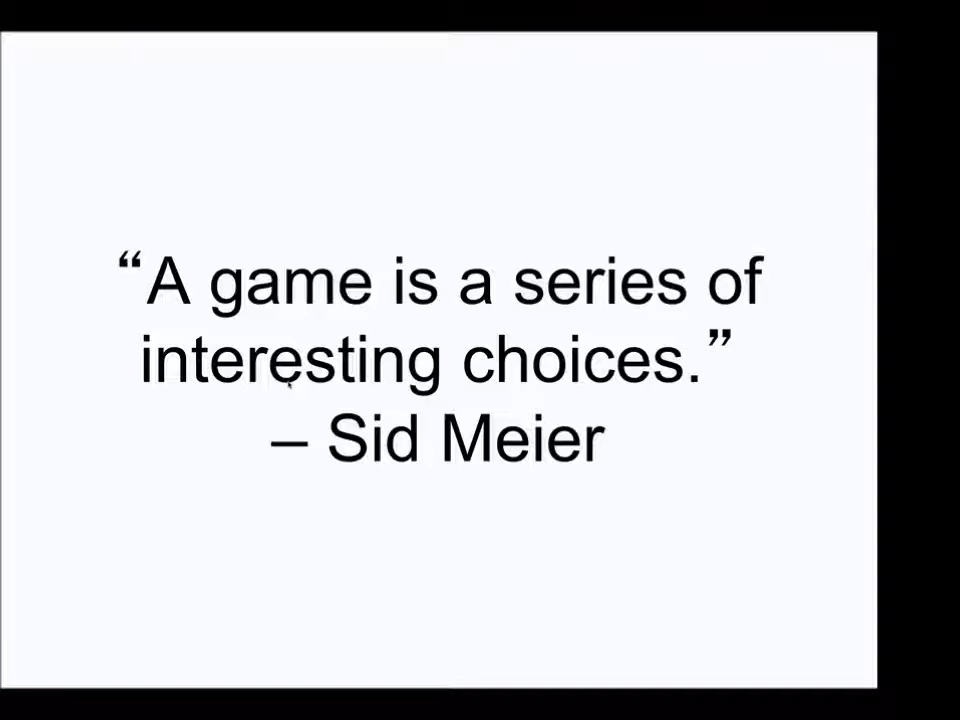 “A game is a series of
interesting choices.”
– Sid Meier